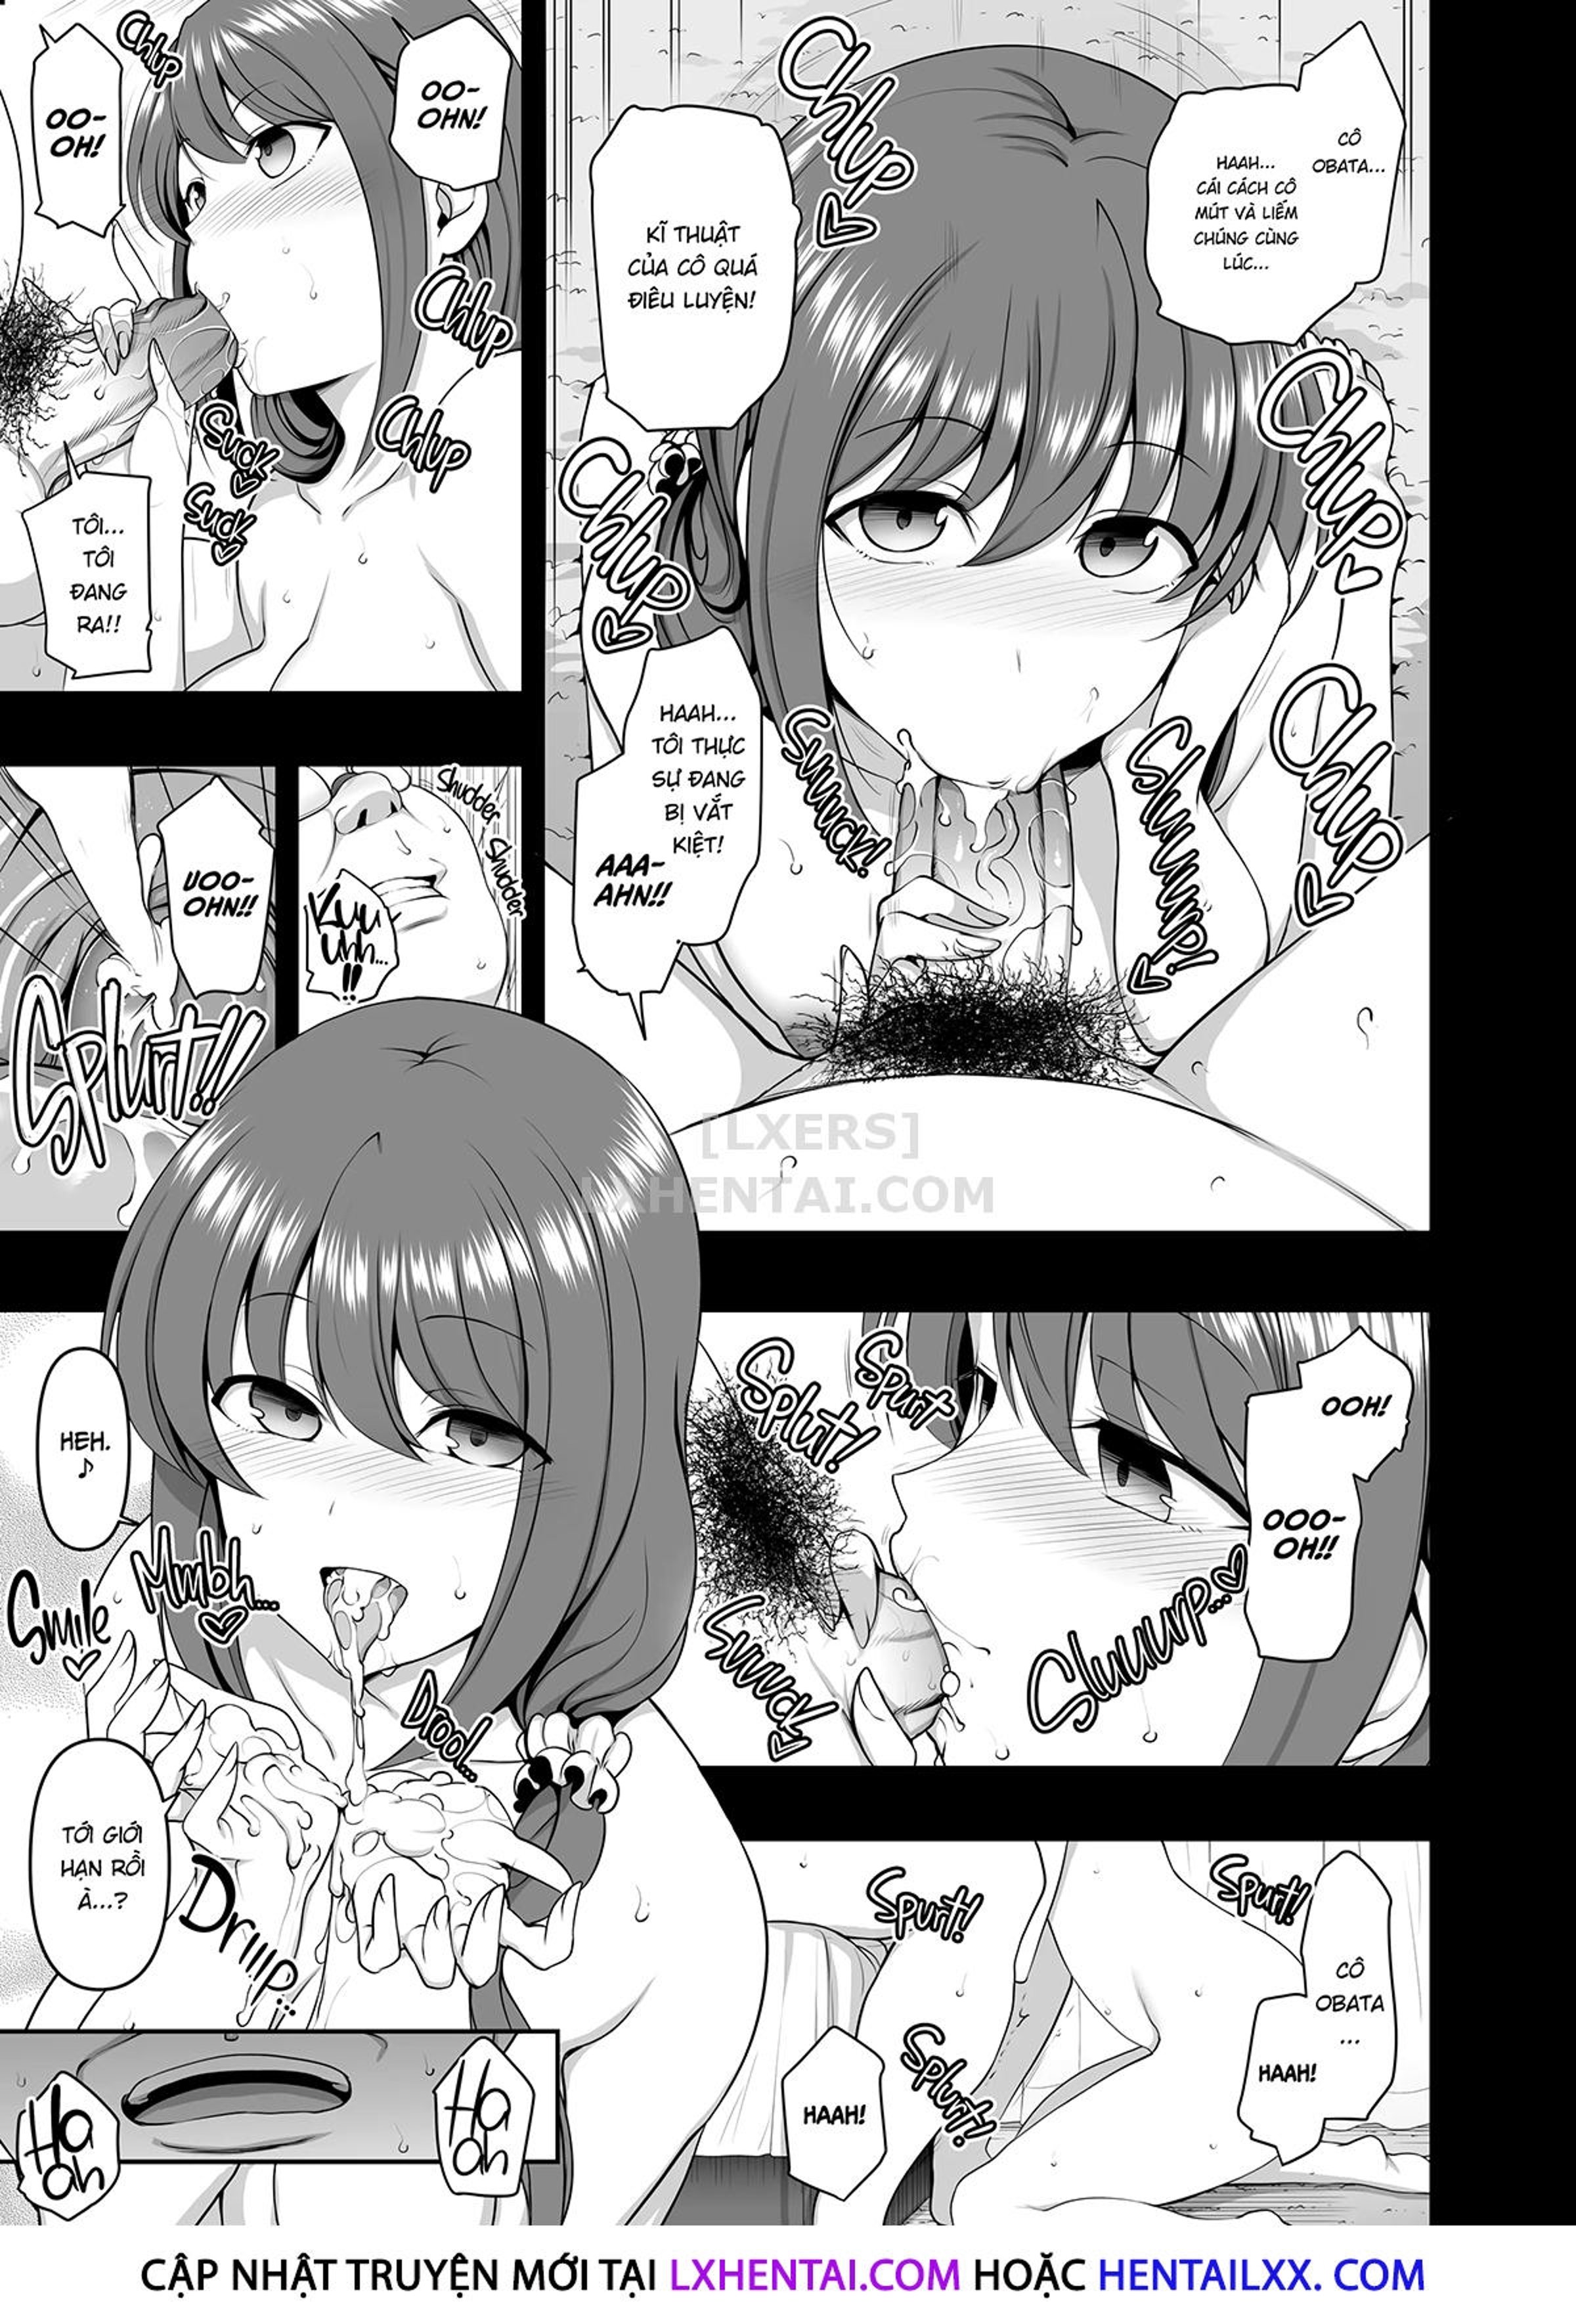 CÔ
OBATA...
HAAH...
CÁI CÁCH CÔ
MÚT VÀ LIẾM
CHÚNG CÙNG
LÚC...
Chlup
KĨ THUẬT
CỦA CÔ QUÁ
ĐIÊU LUYỆN!
Chlup
Chlup
Chlup
HAAH...
TÔI THỰC
SỰ ĐANG
BỊ VẮT
KIỆT!
AAA-
AHN!!
Svuuck!
Sluuurp!
OO-
OHN!
Chlup
OO-
OH!
Chlup
Chlup
Suck
Suck
TÔI...
TÔI
ĐANG
RA!!
Shudder
Shudder
Kuu
uhh...
!!
UOO-
OHN!!
Splurt!!
[LXERS]
LXHENTAI.COM
OOH!
OOO-
OH!!
Spurt
Splut!
Svuuck
Sluuurp...
Spurt!
CÔ
OBATA
...
HAAH!
Spurt!
HAAH!
Splurt!
HEH.
♪
Mmbh...
Smile
Drool...
TỚI GIỚI
HẠN RỒI
À...?
Driiip...
Ha
ah
Ha
ah
CẬP NHẬT TRUYỆN MỚI TẠI LXHENTAI.COM HOẶC HENTAILXX. COM